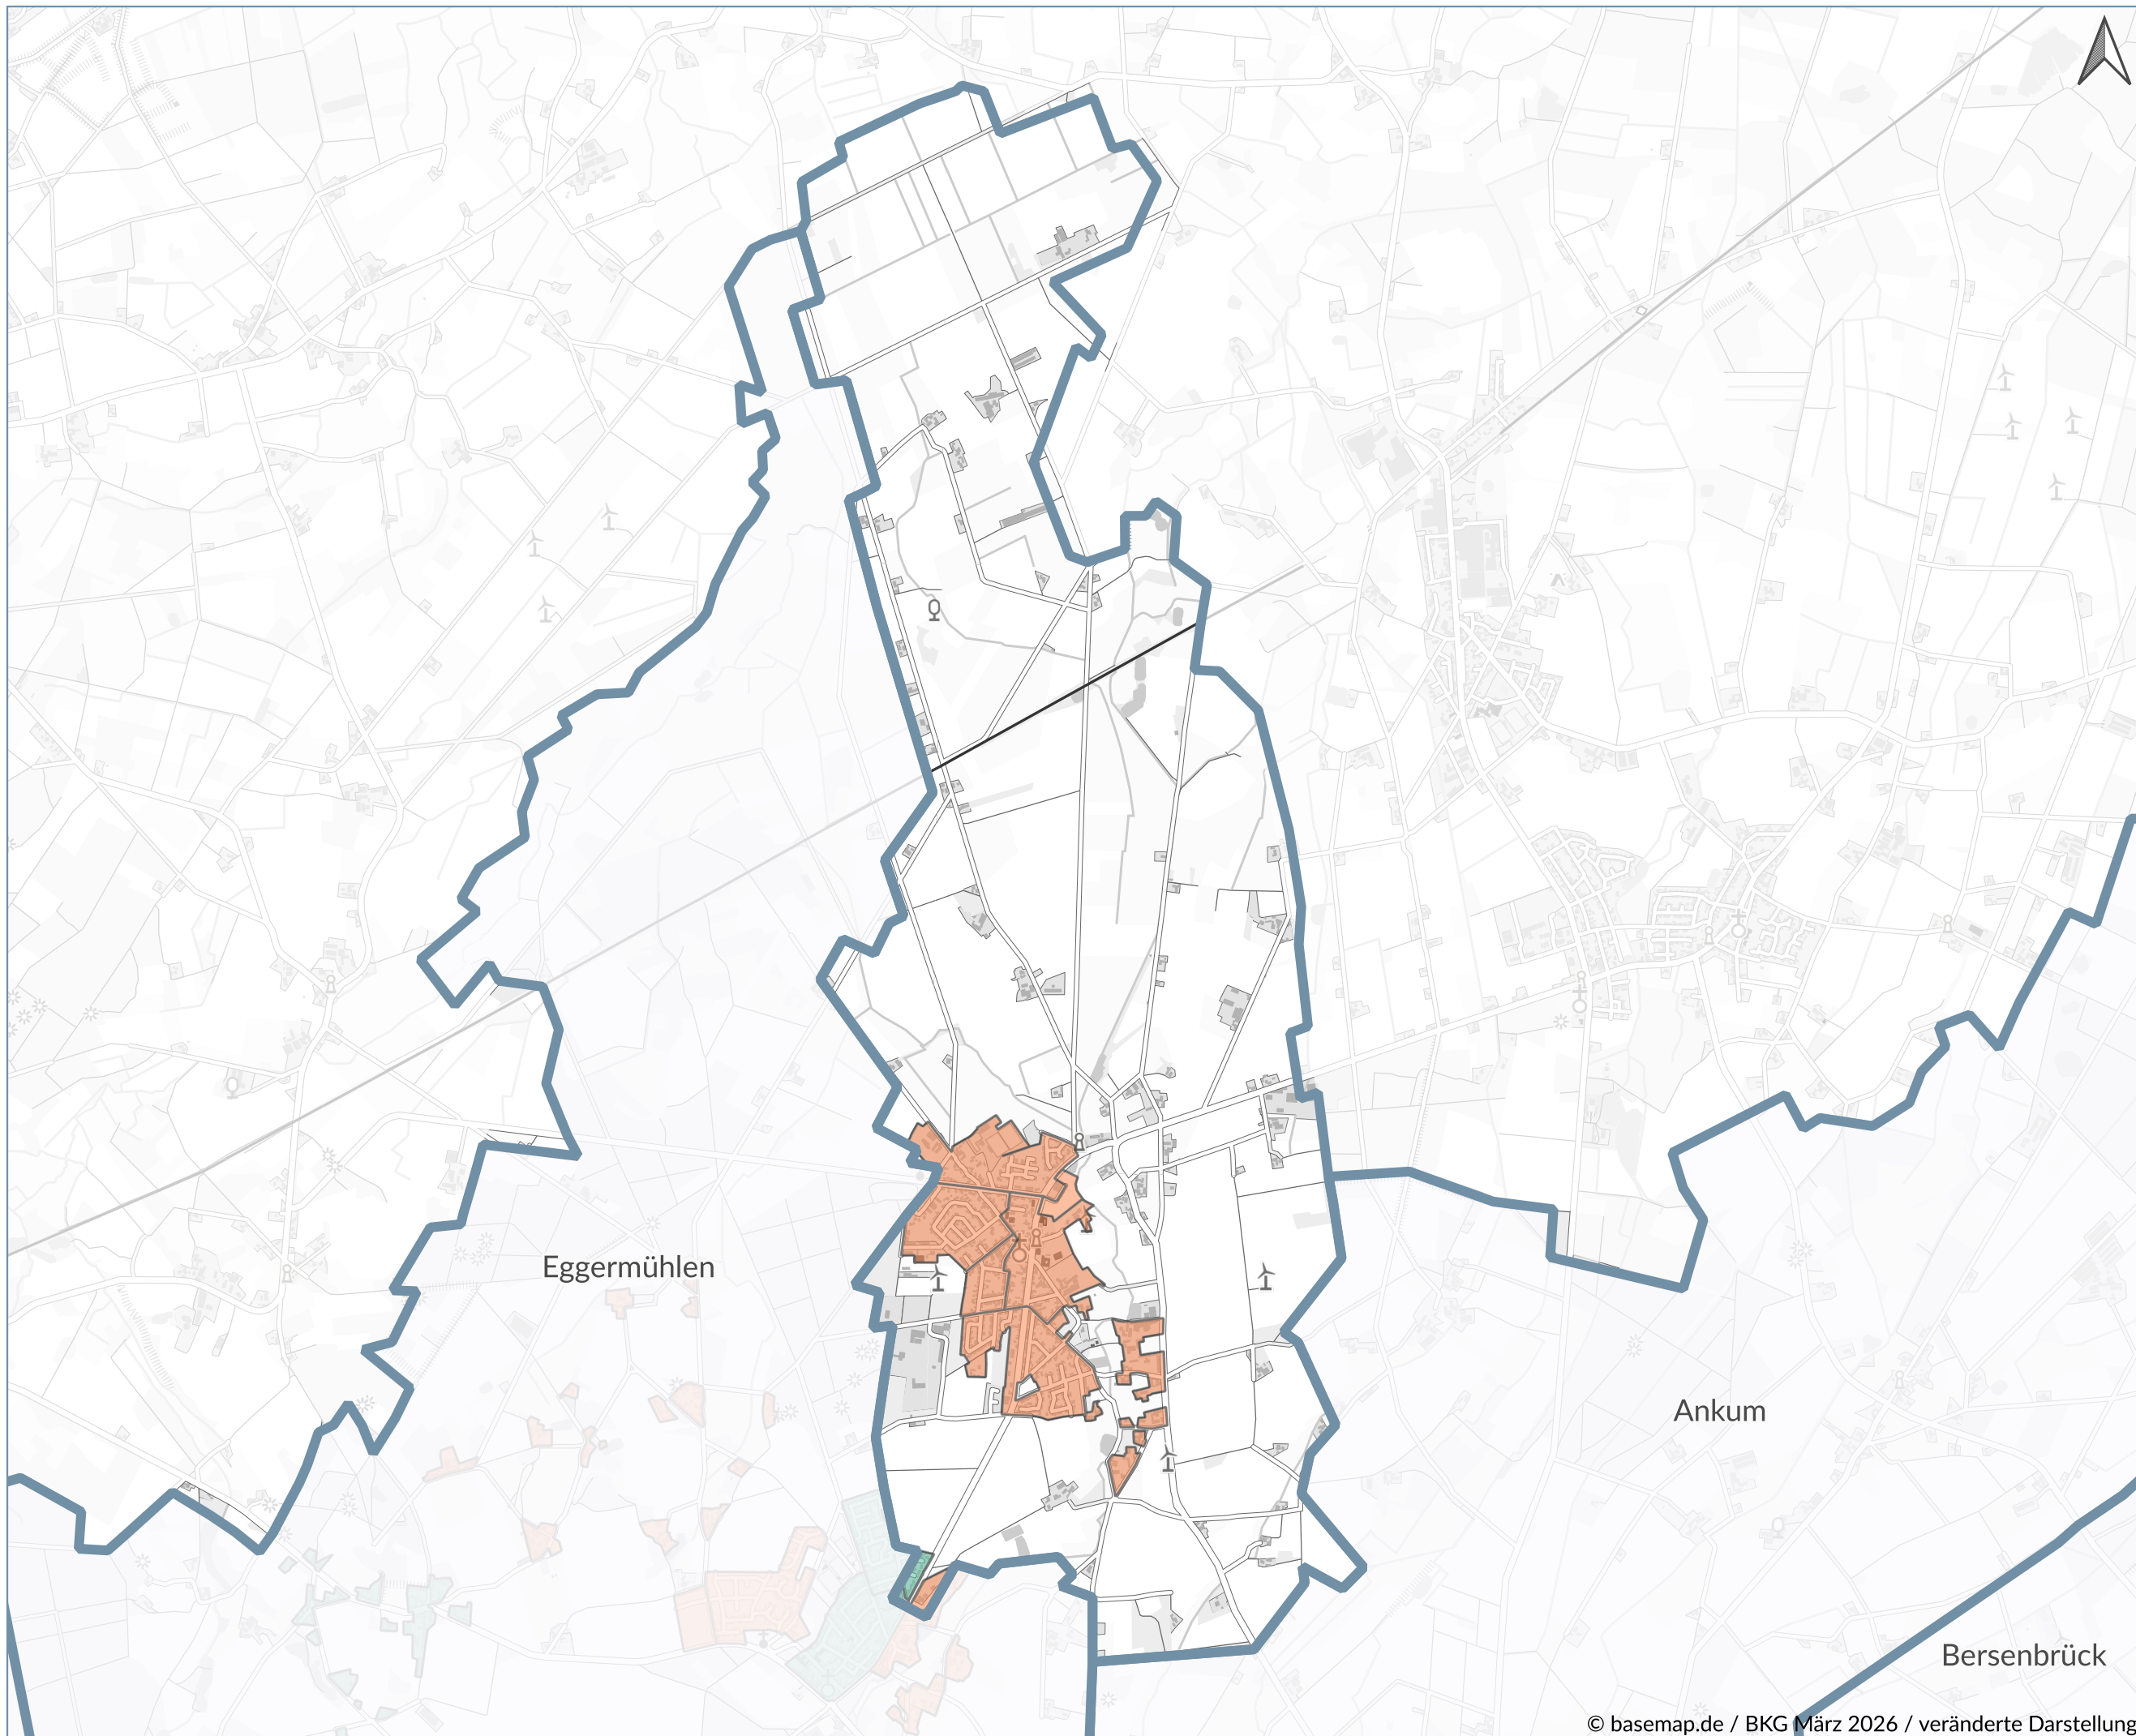 Eggermühlen
Ankum
Bersenbrück
© basemap.de / BKG März 2026 / veränderte Darstellung